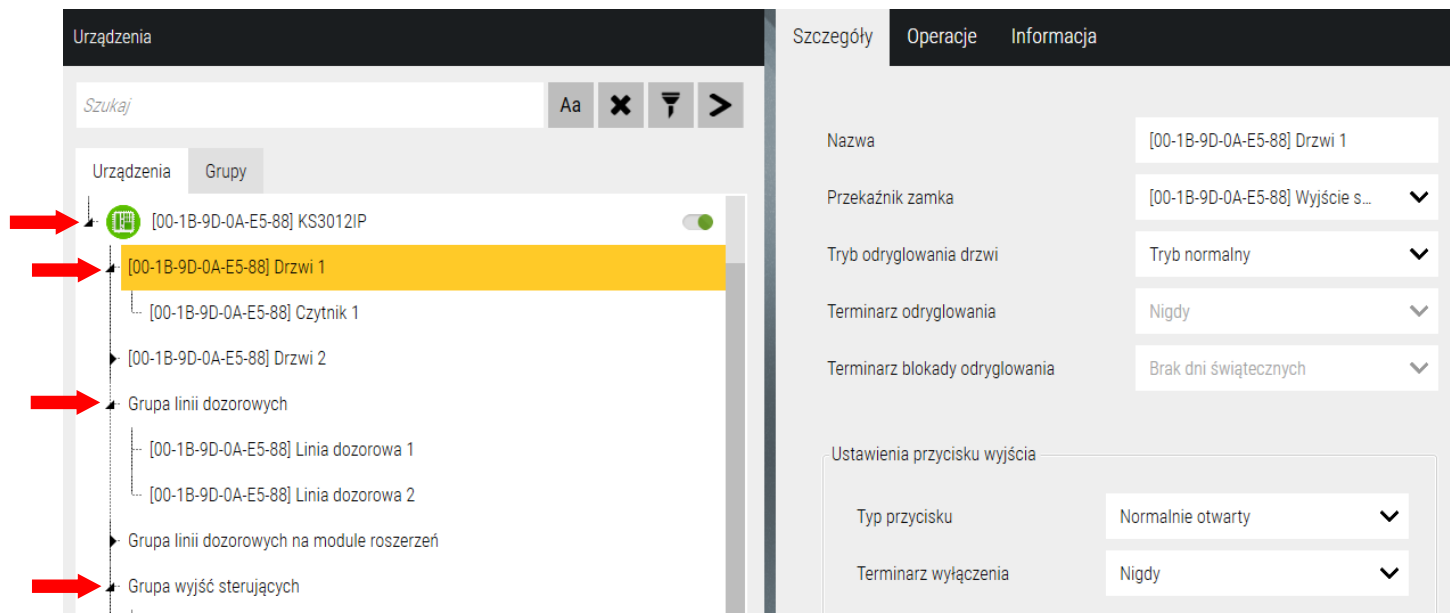 Urządzenia
Szukaj
Aa
Urządzenia Grupy
[00-1B-9D-0A-E5-88] KS3012IP
[00-1B-9D-0A-E5-88] Drzwi 1
[00-1B-9D-0A-E5-88] Czytnik 1
[00-1B-9D-0A-E5-88] Drzwi 2
Grupa linii dozorowych
[00-1B-9D-0A-E5-88] Linia dozorowa 1
[00-1B-9D-0A-E5-88] Linia dozorowa 2
Grupa linii dozorowych na module roszerzeń
Grupa wyjść sterujących
Szczegóły Operacje Informacja
Nazwa [00-1B-9D-0A-E5-88] Drzwi 1
Przekaźnik zamka [00-1B-9D-0A-E5-88] Wyjście s...
Tryb odryglowania drzwi Tryb normalny
Terminarz odryglowania Nigdy
Terminarz blokady odryglowania Brak dni świątecznych
Ustawienia przycisku wyjścia
Typ przycisku Normalnie otwarty
Terminarz wyłączenia Nigdy